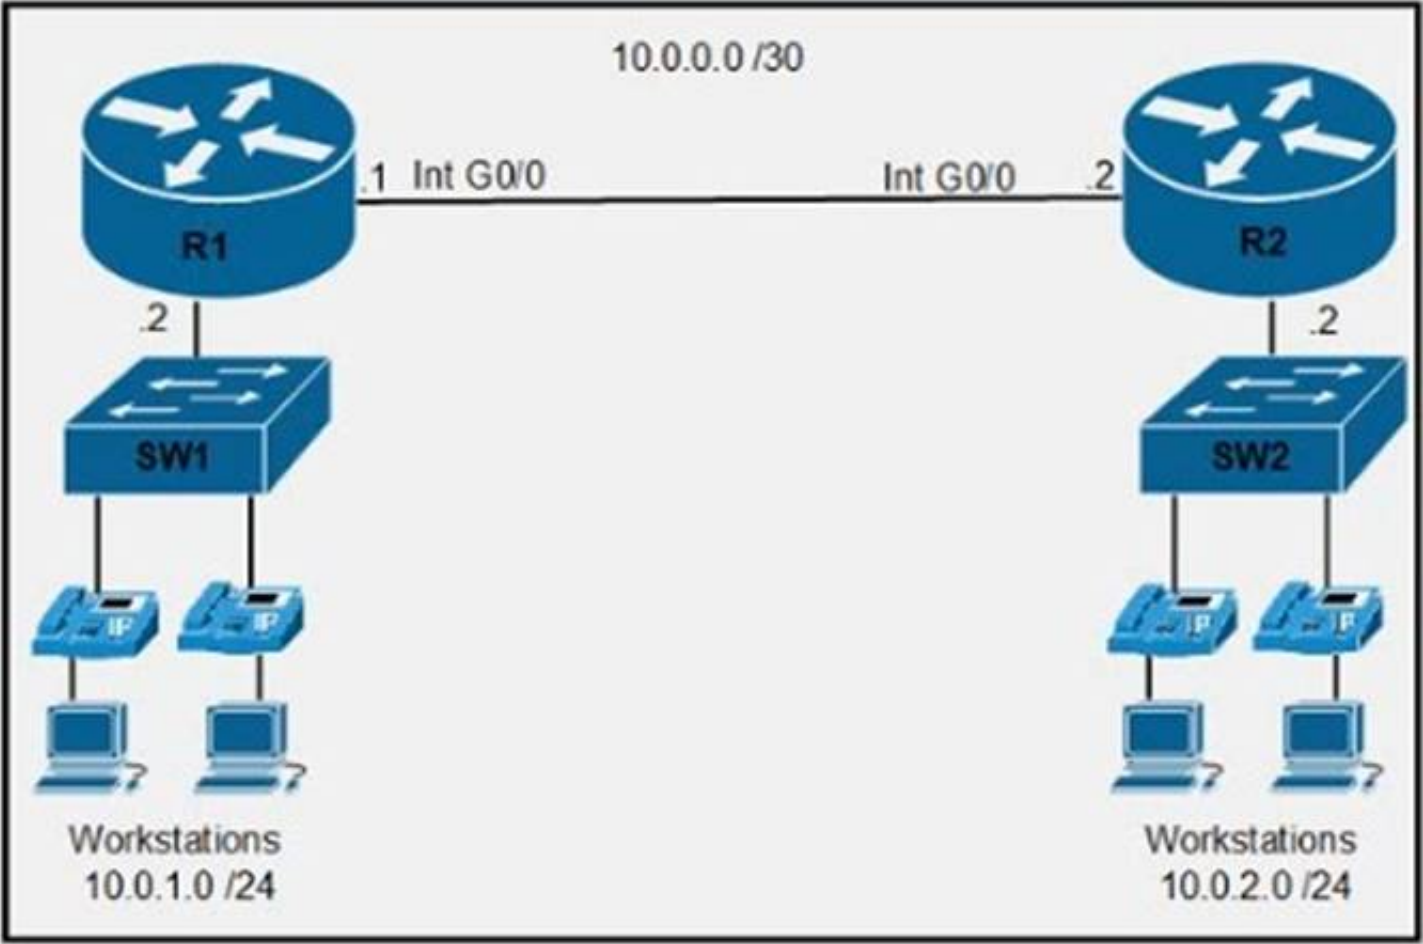 10.0.0.0 /30
.1 Int G0/0
Int G0/0 .2
R1
R2
.2
.2
SW1
SW2
IP
IP
IP
IP
Workstations
10.0.1.0 /24
Workstations
10.0.2.0 /24